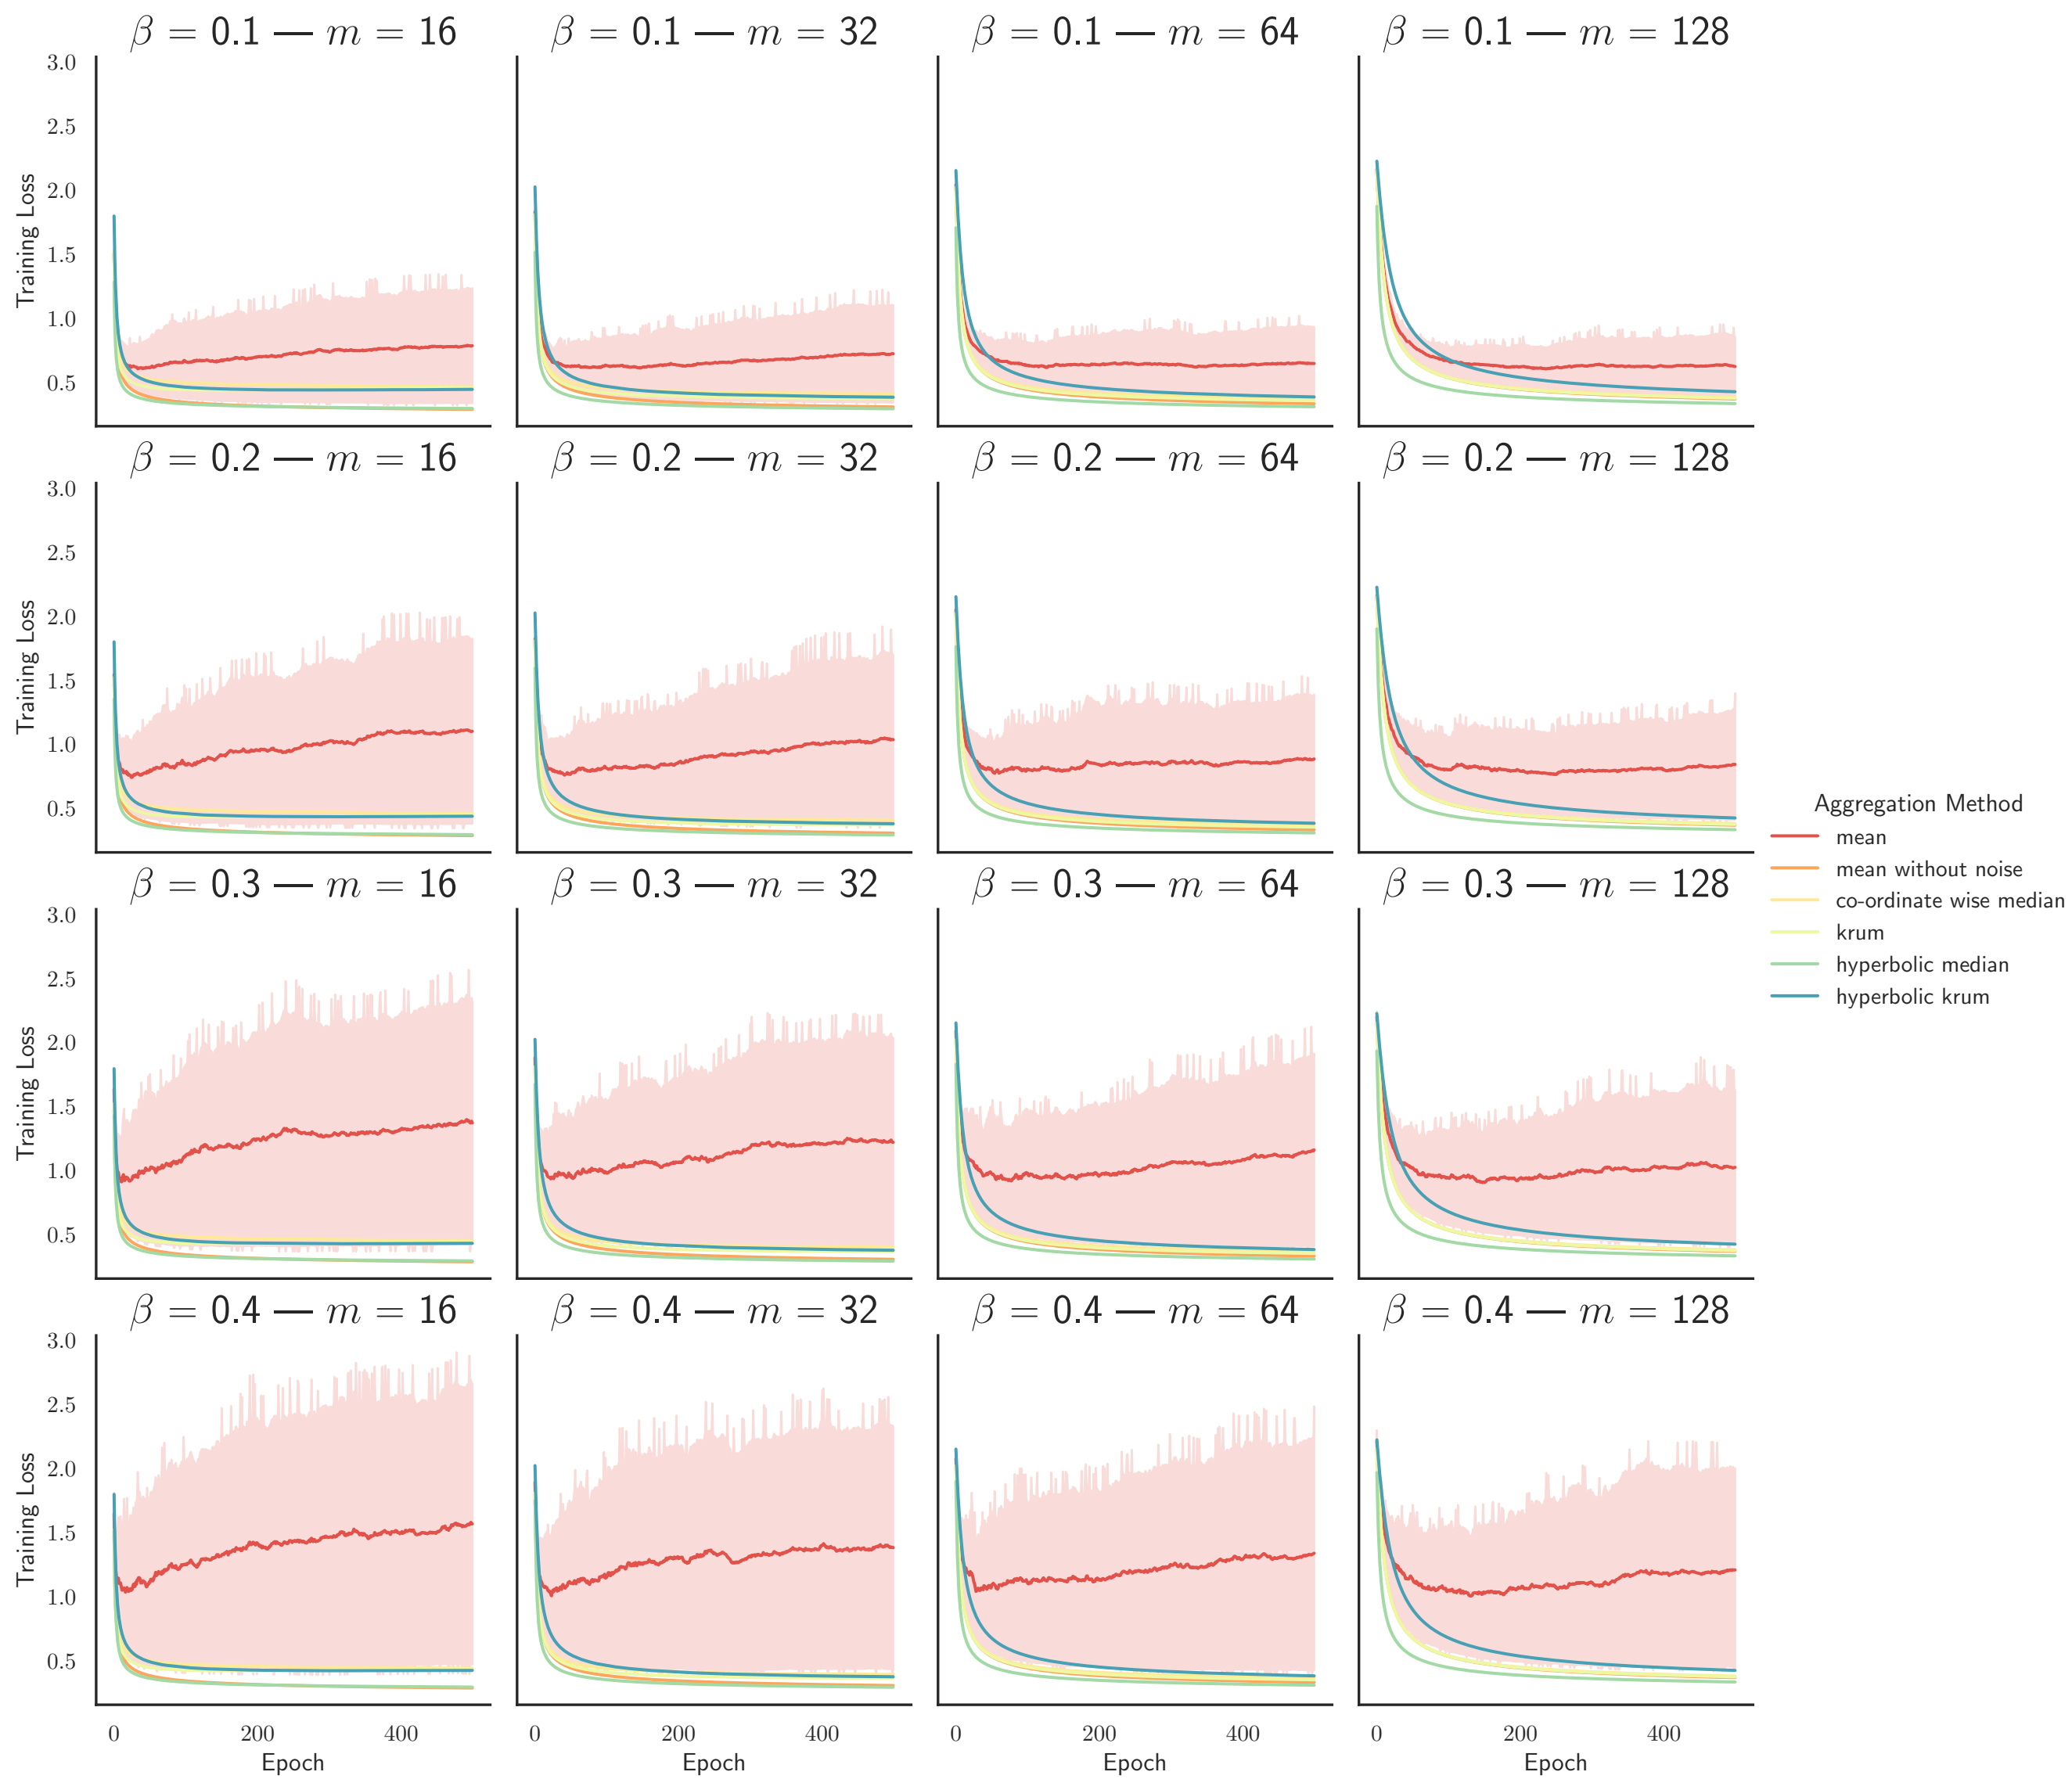 β = 0.1 — m = 16
β = 0.1 — m = 32
β = 0.1 — m = 64
β = 0.1 — m = 128
3.0
2.5
2.0
1.5
1.0
0.5
Training Loss
β = 0.2 — m = 16
β = 0.2 — m = 32
β = 0.2 — m = 64
β = 0.2 — m = 128
3.0
2.5
2.0
1.5
1.0
0.5
Training Loss
Aggregation Method
mean
mean without noise
co-ordinate wise median
krum
hyperbolic median
hyperbolic krum
β = 0.3 — m = 16
β = 0.3 — m = 32
β = 0.3 — m = 64
β = 0.3 — m = 128
3.0
2.5
2.0
1.5
1.0
0.5
Training Loss
β = 0.4 — m = 16
β = 0.4 — m = 32
β = 0.4 — m = 64
β = 0.4 — m = 128
3.0
2.5
2.0
1.5
1.0
0.5
Training Loss
0 200 400
0 200 400
0 200 400
0 200 400
Epoch
Epoch
Epoch
Epoch